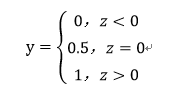 0，z < 0
y = { 0.5，z = 0↵
1，z > 0